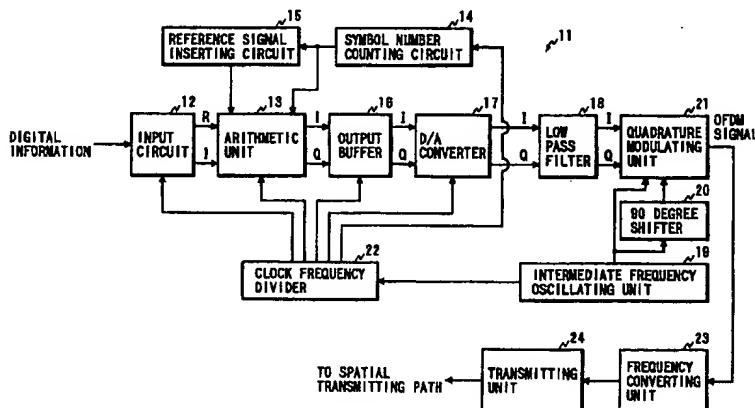 15
REFERENCE SIGNAL
INSERTING CIRCUIT
14
SYMBOL NUMBER
COUNTING CIRCUIT
11
DIGITAL
INFORMATION
12
INPUT
CIRCUIT
R
I
13
ARITHMETIC
UNIT
I
Q
16
OUTPUT
BUFFER
I
Q
17
D/A
CONVERTER
I
Q
18
LOW
PASS
FILTER
I
Q
21
QUADRATURE
MODULATING
UNIT
OFDM
SIGNAL
20
90 DEGREE
SHIFTER
22
CLOCK FREQUENCY
DIVIDER
19
INTERMEDIATE FREQUENCY
OSCILLATING UNIT
TO SPATIAL
TRANSMITTING PATH
24
TRANSMITTING
UNIT
23
FREQUENCY
CONVERTING
UNIT